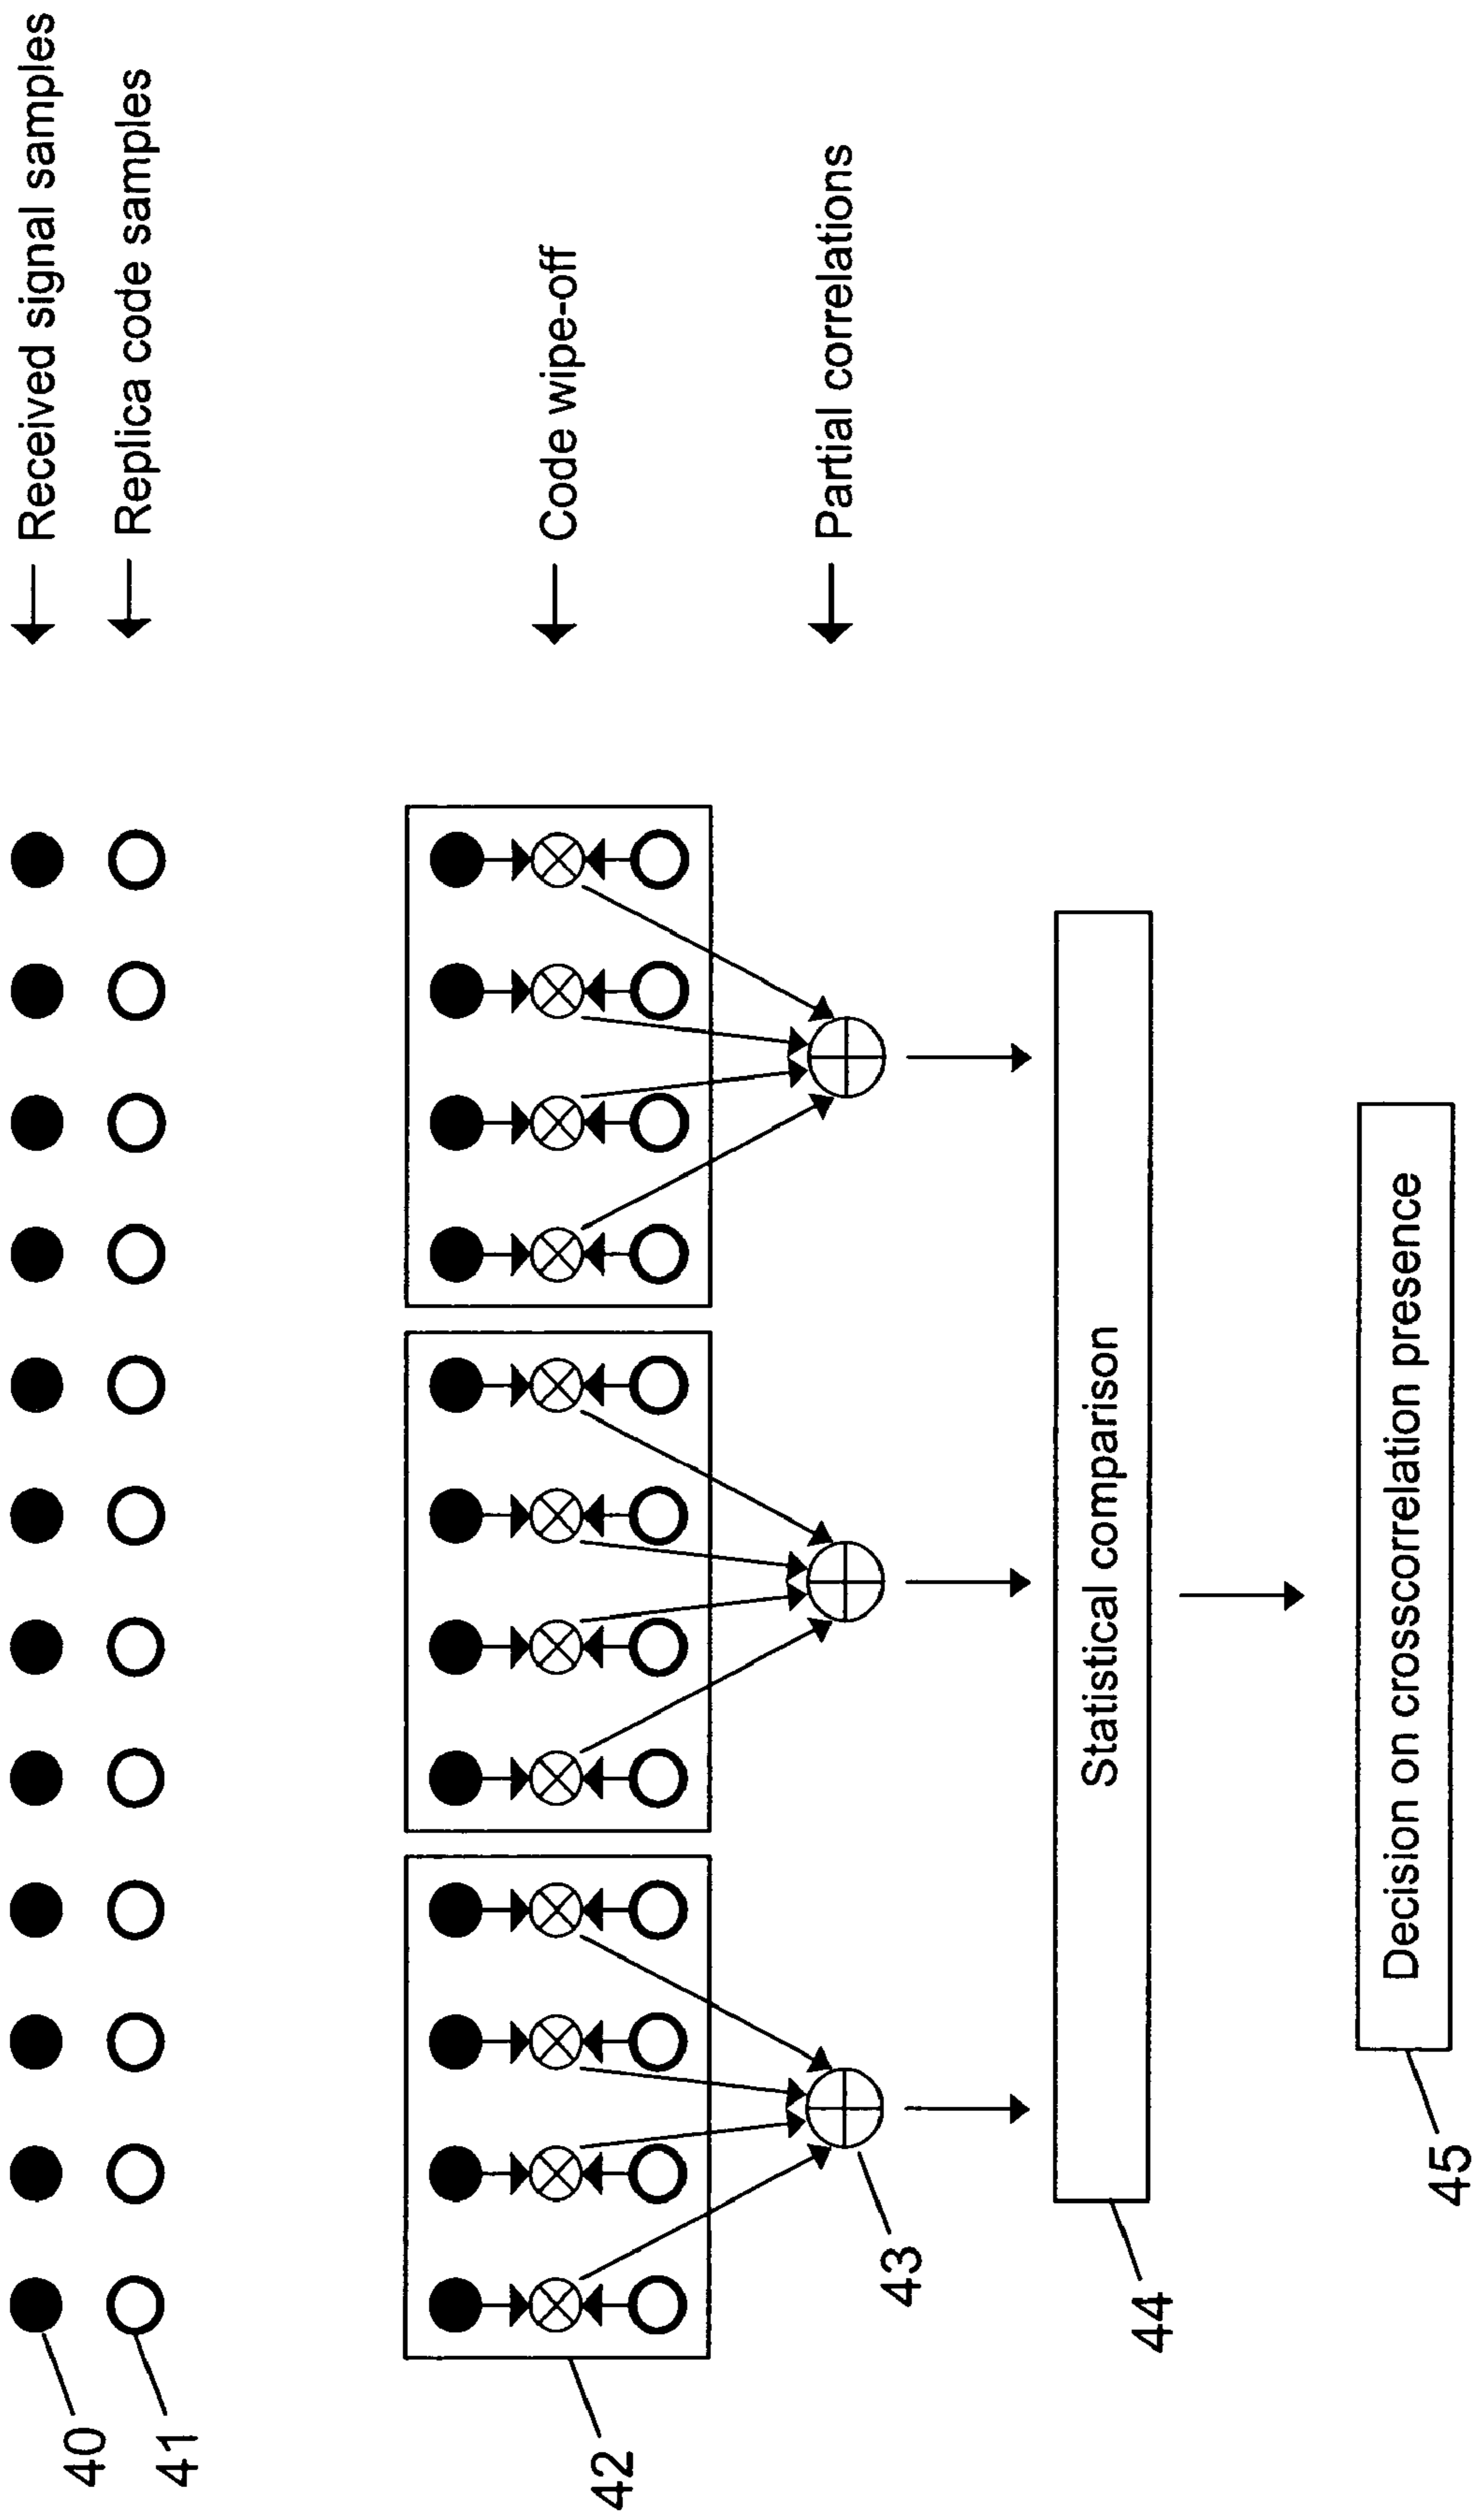 Received signal samples
Replica code samples
Code wipe-off
Partial correlations
Statistical comparison
Decision on crosscorrelation presence
40
41
42
43
44
45